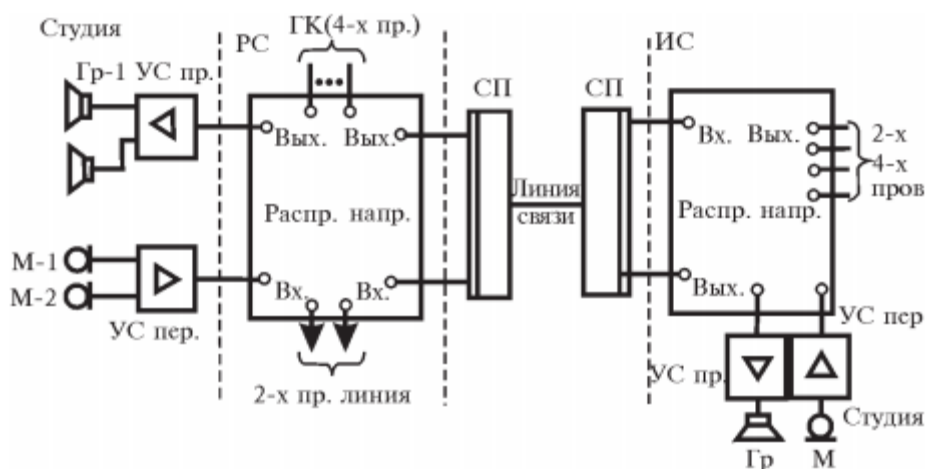 Студия
РС
ГК(4-х пр.)
ИС
Гр-1 УС пр.
СП
СП
Вых.
Вых.
Вх.
Вых.
2-х
4-х
пров
Линия
связи
Распр. напр.
Распр. напр.
М-1
М-2
Вх.
Вх.
Вых.
УС пер.
УС пер
2-х пр. линия
УС пр.
Студия
Гр
М